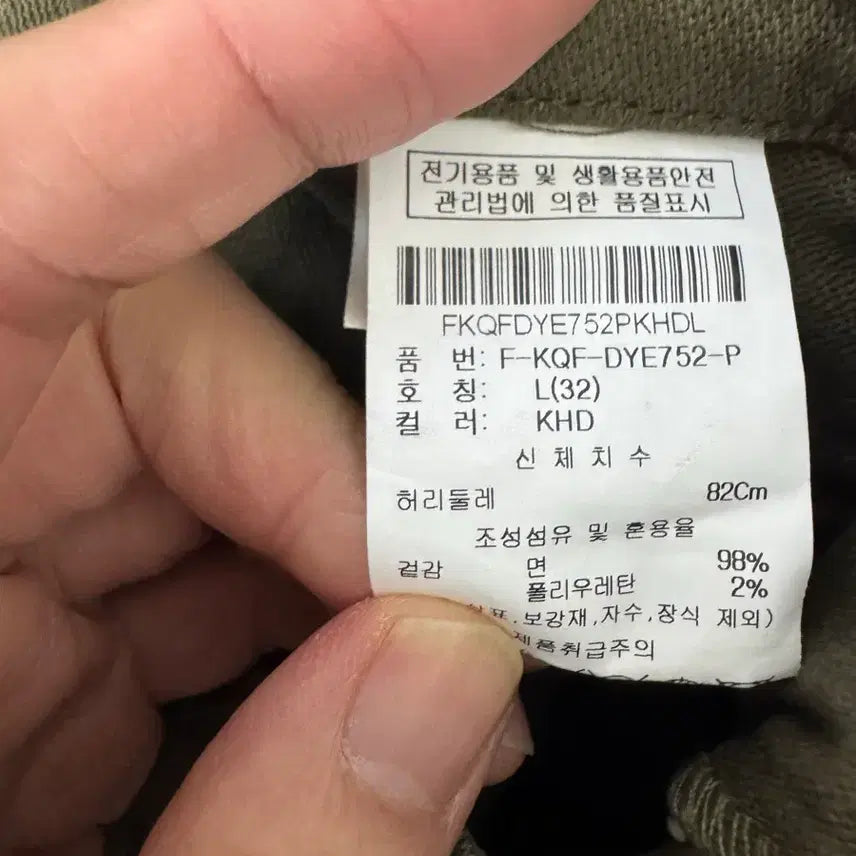 전기용품 및 생활용품안전
관리법에 의한 품질표시
FKQFDYE752PKHDL
품 번: F-KQF-DYE752-P
호 칭: L(32)
컬 러: KHD
신 체 치 수
허리둘레 82Cm
조성섬유 및 혼용율
겉감 면 98%
폴리우레탄 2%
보강재,자수,장식 제외)
제품취급주의